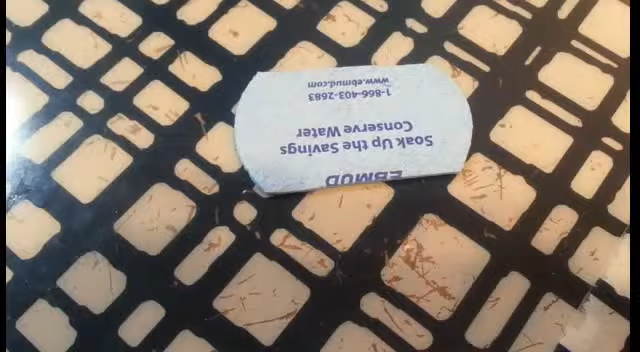 EBMUD
Soak Up the Savings
Conserve Water
1-866-403-2683
www.ebmud.com